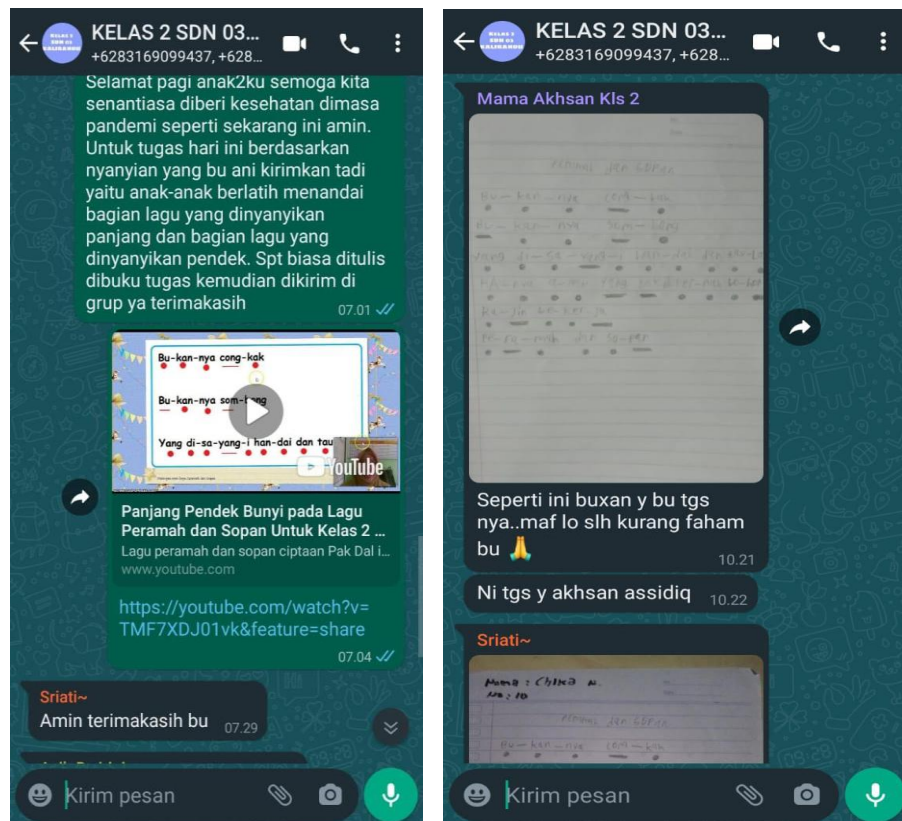 KELAS 2 SDN 03...
+6283169099437, +628...
Selamat pagi anak2ku semoga kita
senantiasa diberi kesehatan dimasa
pandemi seperti sekarang ini amin.
Untuk tugas hari ini berdasarkan
nyanyian yang bu ani kirimkan tadi
yaitu anak-anak berlatih menandai
bagian lagu yang dinyanyikan
panjang dan bagian lagu yang
dinyanyikan pendek. Spt biasa ditulis
dibuku tugas kemudian dikirim di
grup ya terimakasih
07.01
Bu-kan-nya cong-kak
Bu-kan-nya som-bong
Yang di-sa-yang-i han-dai dan tau
YouTube
Panjang Pendek Bunyi pada Lagu
Peramah dan Sopan Untuk Kelas 2 ...
Lagu peramah dan sopan ciptaan Pak Dal i...
www.youtube.com
https://youtube.com/watch?v=
TMF7XDJ01vk&feature=share
07.04
Sriati~
Amin terimakasih bu 07.29
Kirim pesan
KELAS 2 SDN 03...
+6283169099437, +628...
Mama Akhsan Kls 2
Bu-kan-nya
Seperti ini buxan y bu tgs
nya..maf lo slh kurang faham
bu 🙏
10.21
Ni tgs y akhsan assidiq 10.22
Sriati~
Nama : Chika N.
No : 10
Bu-kan-nya
Kirim pesan